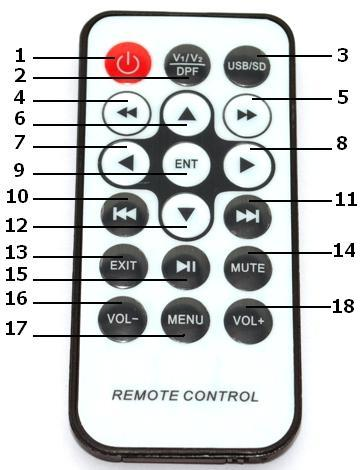 1
V₁/V₂
DPF
USB/SD
3
2
4
5
6
7
8
ENT
9
10
11
12
13
EXIT
MUTE
14
15
16
VOL−
MENU
VOL+
18
17
REMOTE CONTROL